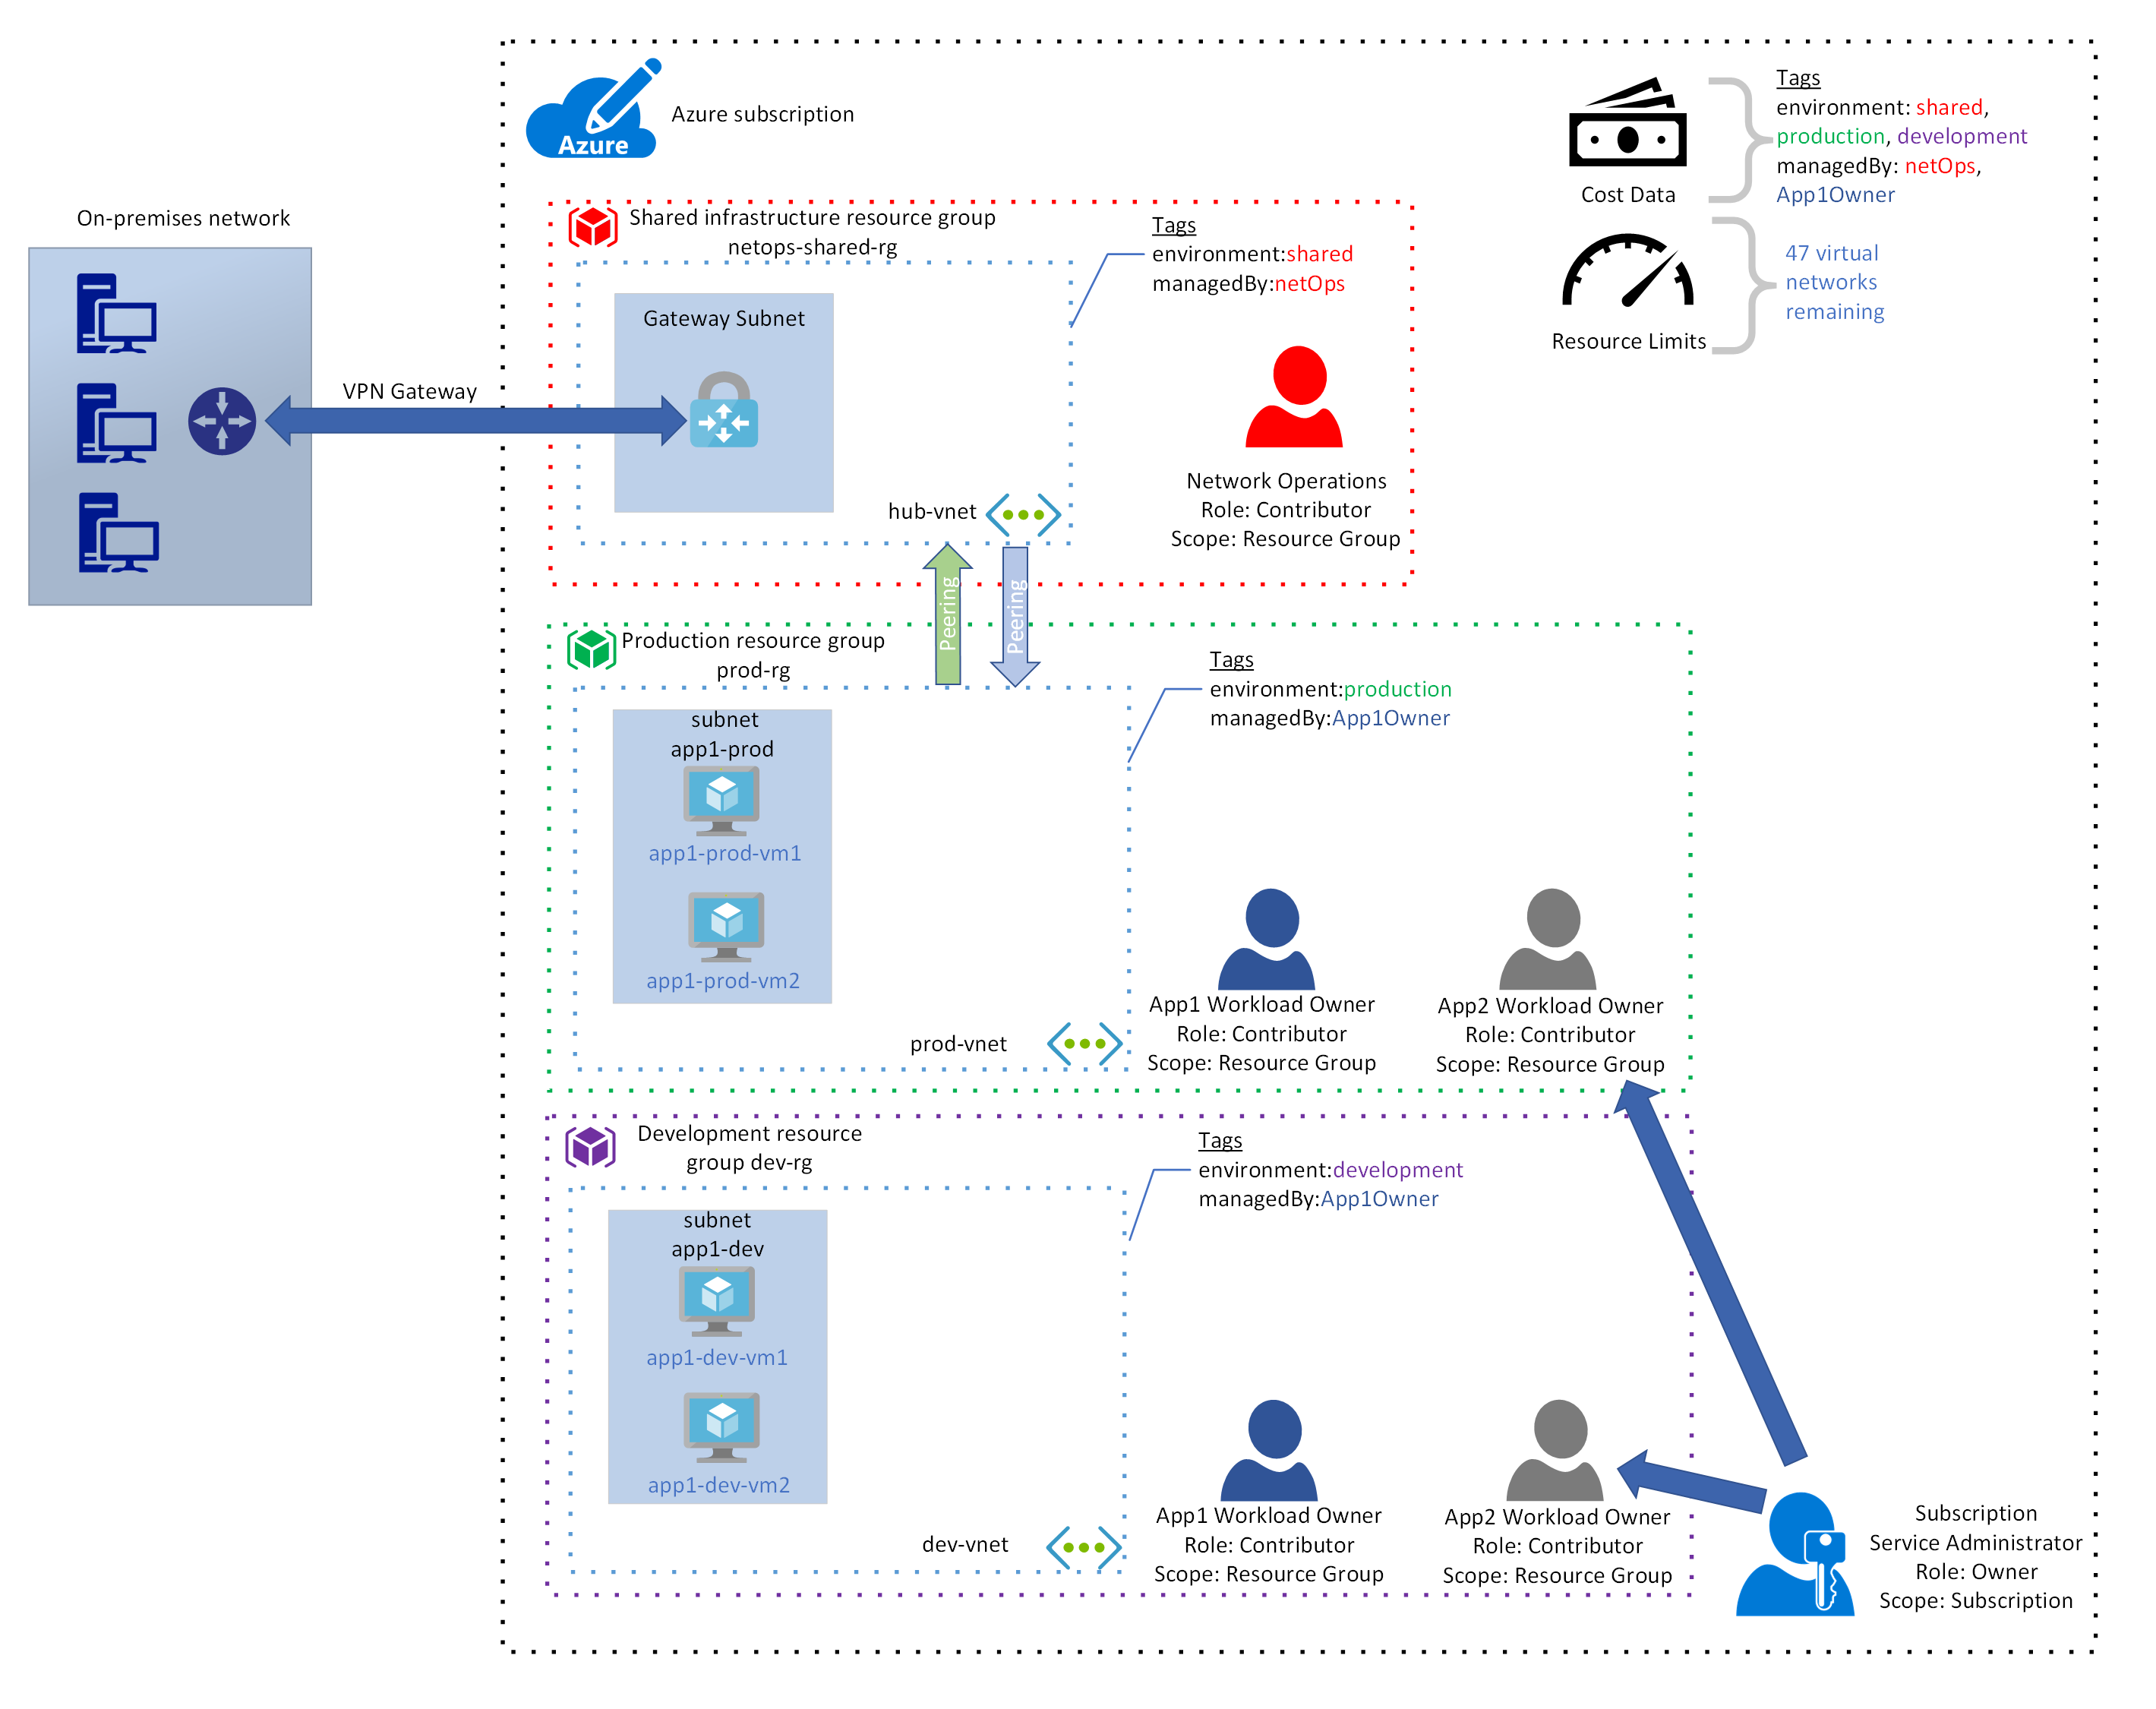 Azure
Azure subscription
Cost Data
Tags
environment: shared,
production, development
managedBy: netOps,
App1Owner
Resource Limits
47 virtual
networks
remaining
On-premises network
VPN Gateway
Shared infrastructure resource group
netops-shared-rg
Gateway Subnet
hub-vnet
Tags
environment:shared
managedBy:netOps
Network Operations
Role: Contributor
Scope: Resource Group
Peering
Peering
Production resource group
prod-rg
subnet
app1-prod
app1-prod-vm1
app1-prod-vm2
prod-vnet
Tags
environment:production
managedBy:App1Owner
App1 Workload Owner
Role: Contributor
Scope: Resource Group
App2 Workload Owner
Role: Contributor
Scope: Resource Group
Development resource
group dev-rg
subnet
app1-dev
app1-dev-vm1
app1-dev-vm2
dev-vnet
Tags
environment:development
managedBy:App1Owner
App1 Workload Owner
Role: Contributor
Scope: Resource Group
App2 Workload Owner
Role: Contributor
Scope: Resource Group
Subscription
Service Administrator
Role: Owner
Scope: Subscription